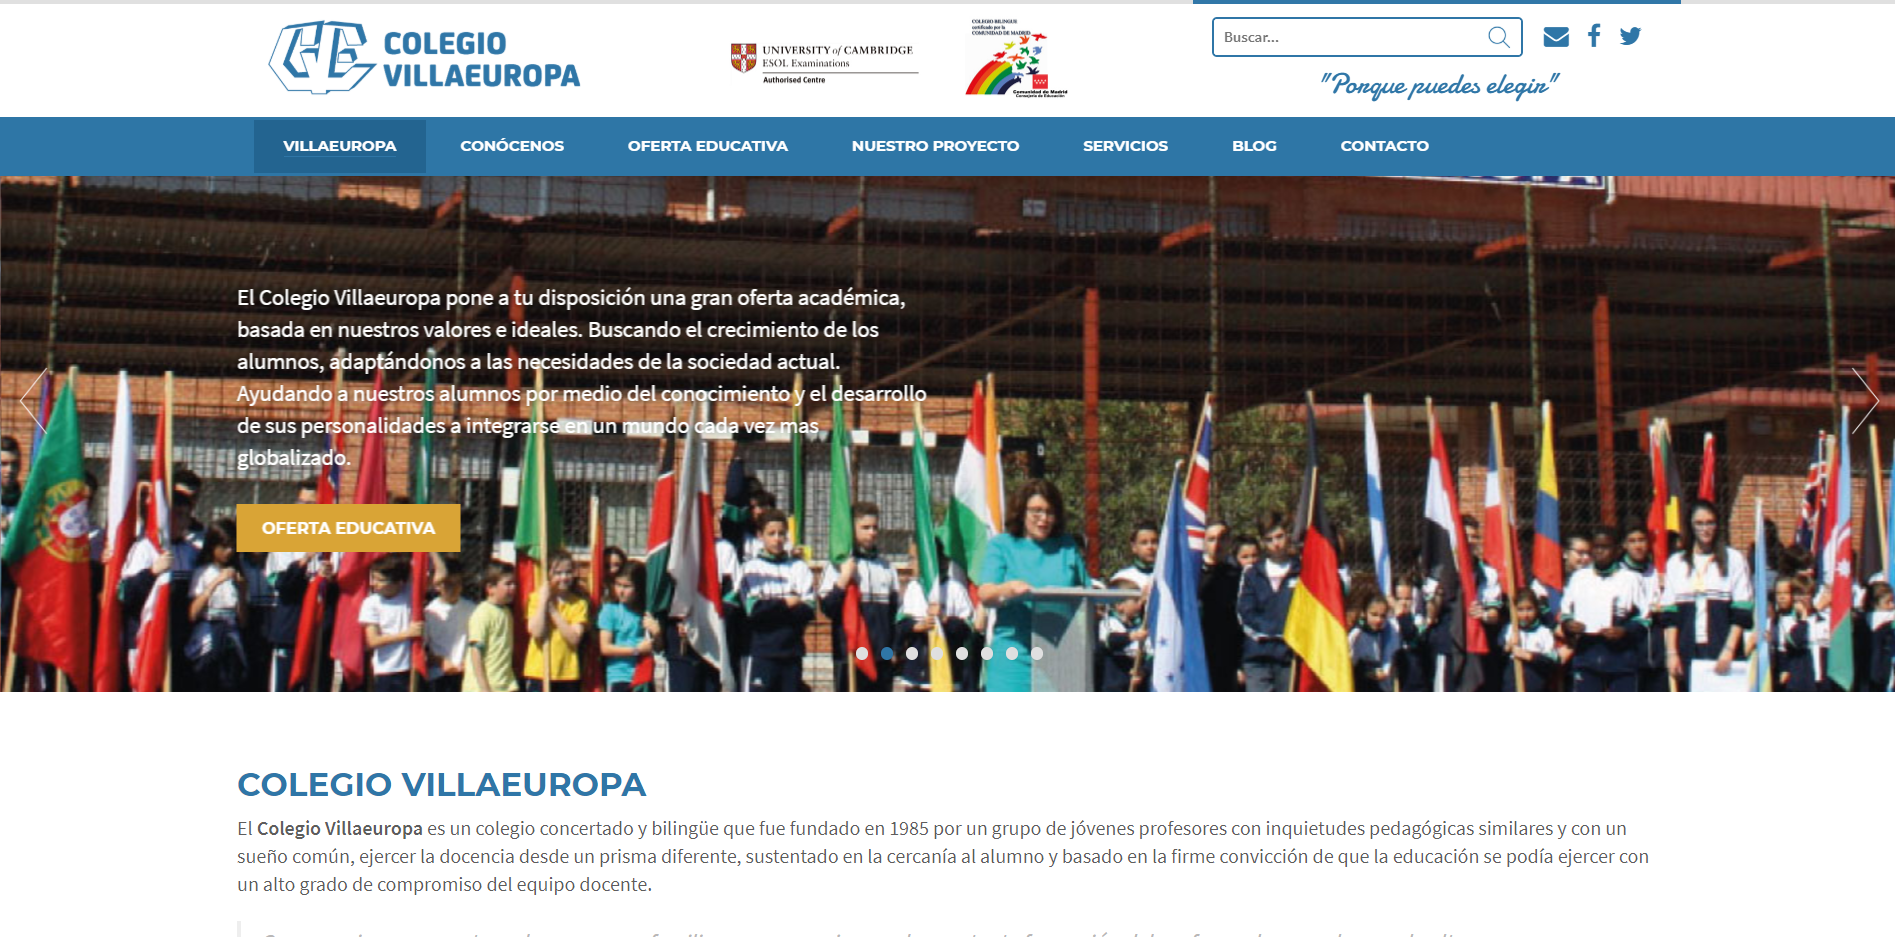 COLEGIO
VILLAEUROPA
UNIVERSITY of CAMBRIDGE
ESOL Examinations
Authorised Centre
COLEGIO BILINGUE
certificado por la
COMUNIDAD DE MADRID
Comunidad de Madrid
Consejería de Educación
Buscar...
"Porque puedes elegir"
VILLAEUROPA CONÓCENOS OFERTA EDUCATIVA NUESTRO PROYECTO SERVICIOS BLOG CONTACTO
El Colegio Villaeuropa pone a tu disposición una gran oferta académica,
basada en nuestros valores e ideales. Buscando el crecimiento de los
alumnos, adaptándonos a las necesidades de la sociedad actual.
Ayudando a nuestros alumnos por medio del conocimiento y el desarrollo
de sus personalidades a integrarse en un mundo cada vez mas
globalizado.
OFERTA EDUCATIVA
COLEGIO VILLAEUROPA
El Colegio Villaeuropa es un colegio concertado y bilingüe que fue fundado en 1985 por un grupo de jóvenes profesores con inquietudes pedagógicas similares y con un
sueño común, ejercer la docencia desde un prisma diferente, sustentado en la cercanía al alumno y basado en la firme convicción de que la educación se podía ejercer con
un alto grado de compromiso del equipo docente.